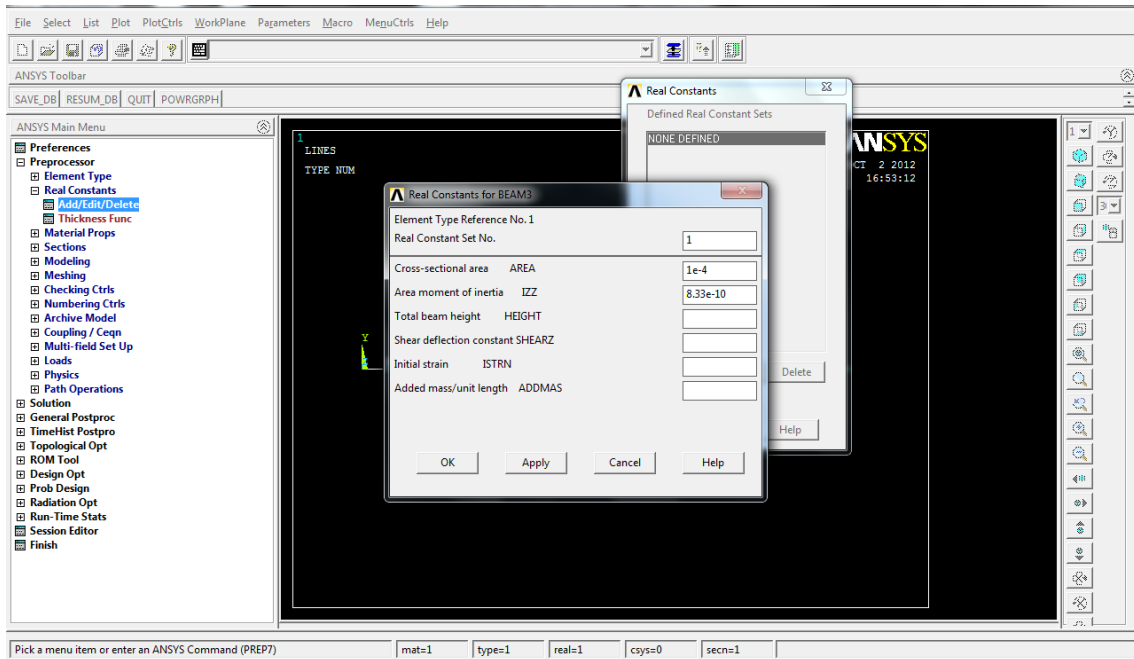 File Select List Plot PlotCtrls WorkPlane Parameters Macro MenuCtrls Help
ANSYS Toolbar
SAVE_DB RESUM_DB QUIT POWRGRPH
ANSYS Main Menu
Preferences
Preprocessor
Element Type
Real Constants
Add/Edit/Delete
Thickness Func
Material Props
Sections
Modeling
Meshing
Checking Ctrls
Numbering Ctrls
Archive Model
Coupling / Ceqn
Multi-field Set Up
Loads
Physics
Path Operations
Solution
General Postproc
TimeHist Postpro
Topological Opt
ROM Tool
Design Opt
Prob Design
Radiation Opt
Run-Time Stats
Session Editor
Finish
1
LINES
TYPE NUM
Y
Real Constants
Defined Real Constant Sets
NONE DEFINED
Delete
Help
ANSYS
CT 2 2012
16:53:12
Real Constants for BEAM3
Element Type Reference No. 1
Real Constant Set No. 1
Cross-sectional area AREA 1e-4
Area moment of inertia IZZ 8.33e-10
Total beam height HEIGHT
Shear deflection constant SHEARZ
Initial strain ISTRN
Added mass/unit length ADDMAS
OK Apply Cancel Help
1
Pick a menu item or enter an ANSYS Command (PREP7) mat=1 type=1 real=1 csys=0 secn=1